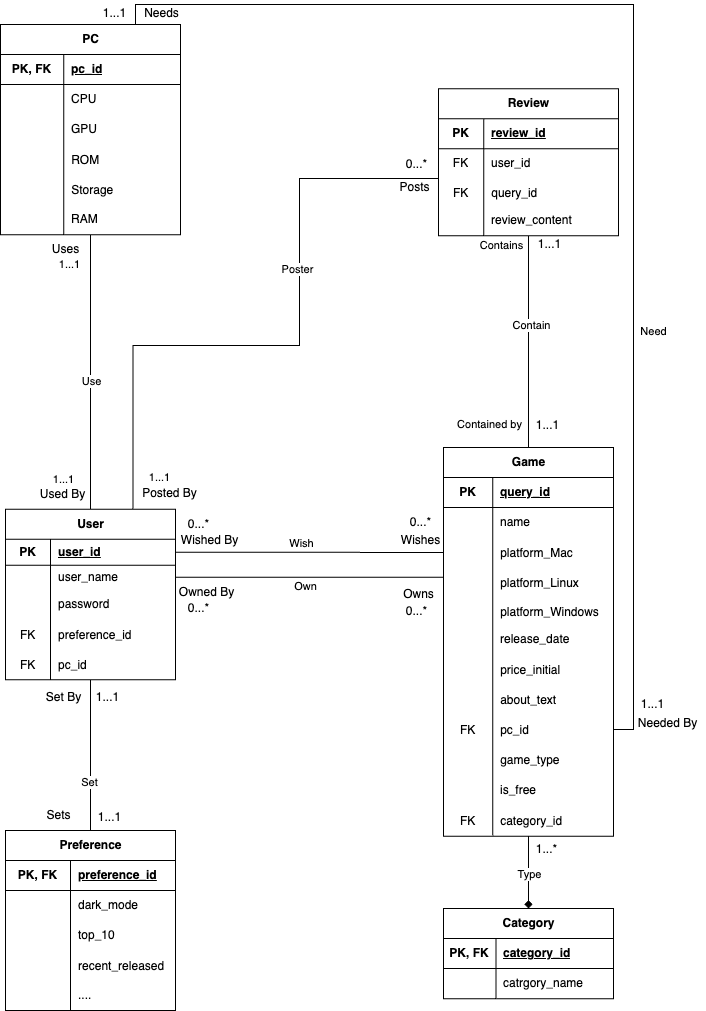 1...1 Needs
PC
PK, FK pc_id
CPU
GPU
ROM
Storage
RAM
Uses
1...1
Review
PK review_id
FK user_id
FK query_id
review_content
0...*
Posts
Contains 1...1
Poster
Contain
Need
Use
Contained by 1...1
1...1
Used By
1...1
Posted By
User
PK user_id
user_name
password
FK preference_id
FK pc_id
0...*
Wished By
Wish
0...*
Wishes
Owned By
0...*
Own
Owns
0...*
Game
PK query_id
name
platform_Mac
platform_Linux
platform_Windows
release_date
price_initial
about_text
FK pc_id
game_type
is_free
FK category_id
1...1
Needed By
Set By 1...1
Set
Sets 1...1
Preference
PK, FK preference_id
dark_mode
top_10
recent_released
....
1...*
Type
Category
PK, FK category_id
catrgory_name